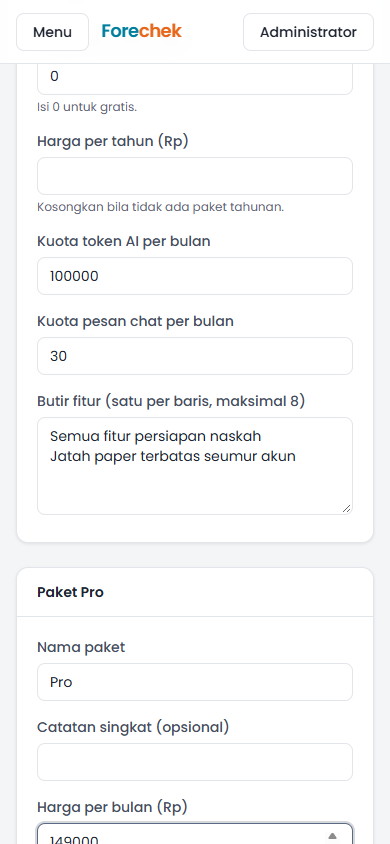 Menu
Forechek
Administrator
0
Isi 0 untuk gratis.
Harga per tahun (Rp)
Kosongkan bila tidak ada paket tahunan.
Kuota token AI per bulan
100000
Kuota pesan chat per bulan
30
Butir fitur (satu per baris, maksimal 8)
Semua fitur persiapan naskah
Jatah paper terbatas seumur akun
Paket Pro
Nama paket
Pro
Catatan singkat (opsional)
Harga per bulan (Rp)
149000